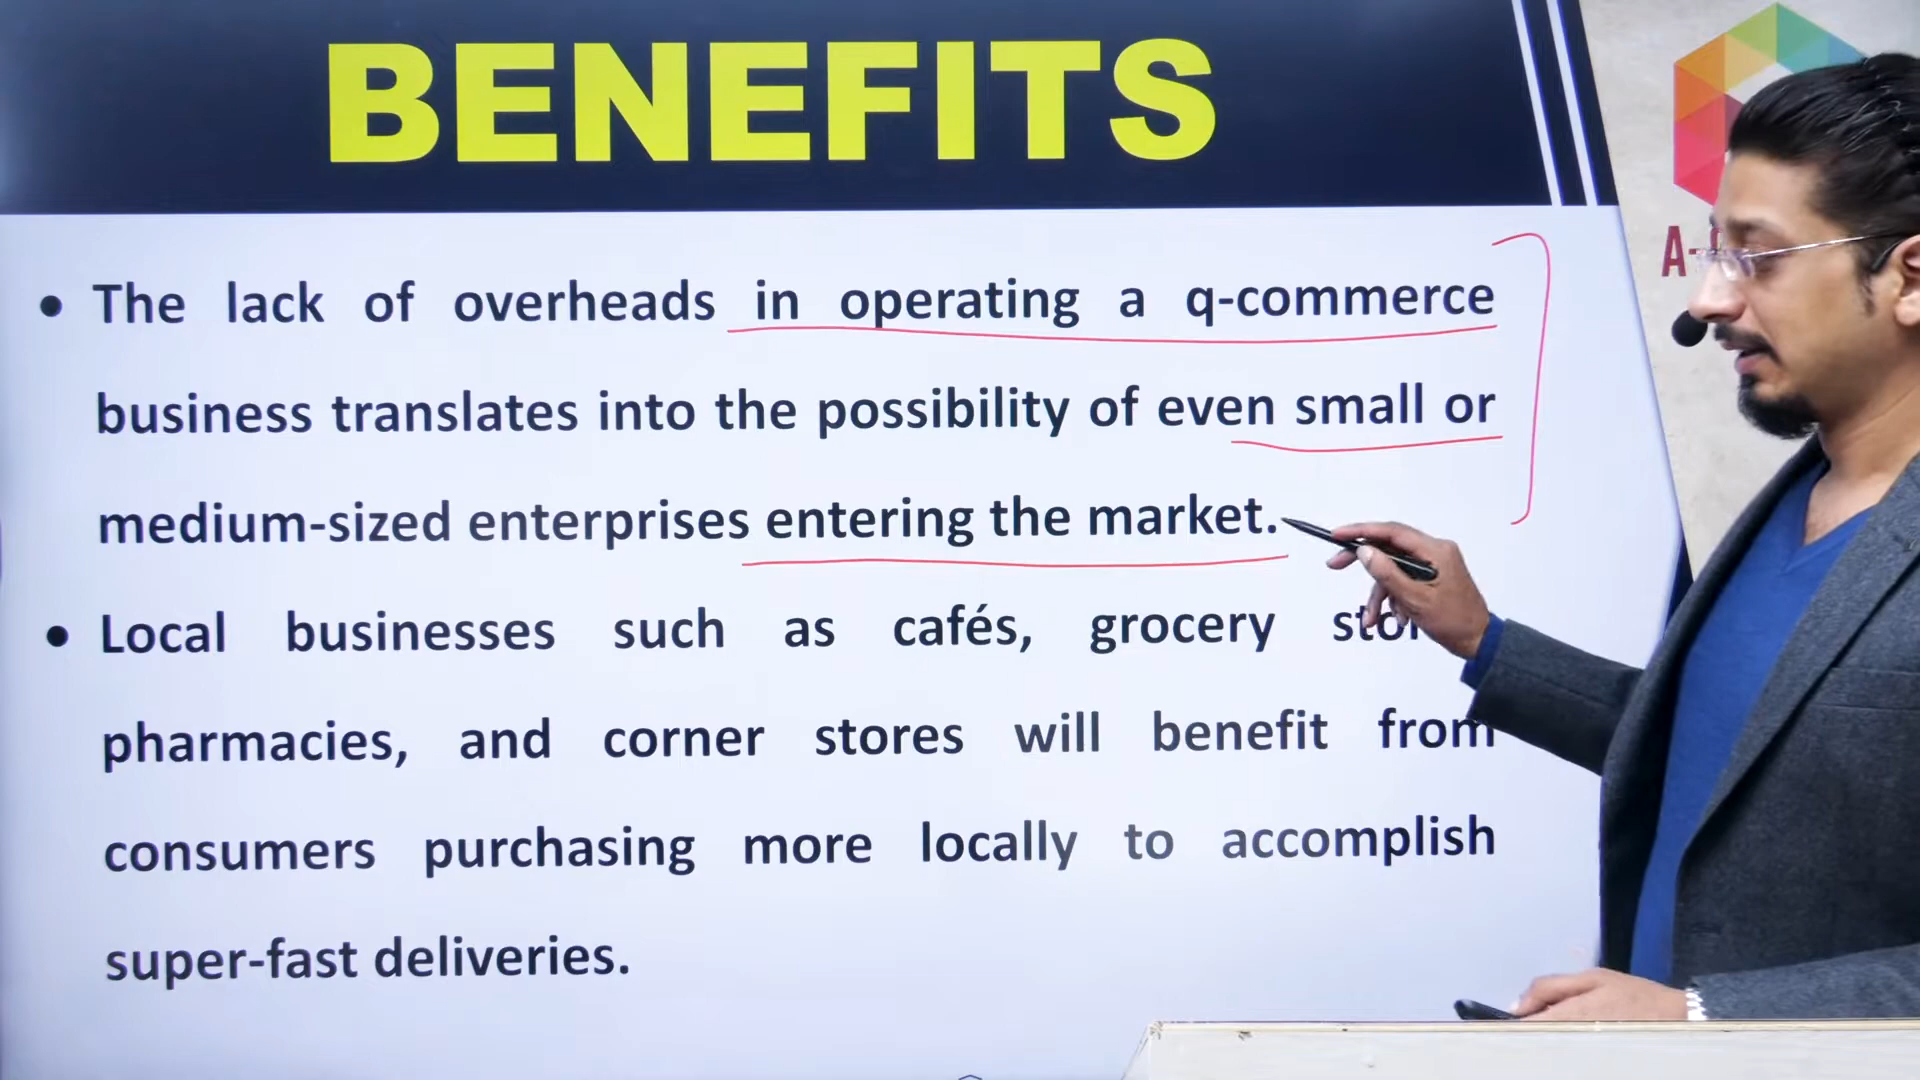 BENEFITS
• The lack of overheads in operating a q-commerce
business translates into the possibility of even small or
medium-sized enterprises entering the market.
• Local businesses such as cafés, grocery
pharmacies, and corner stores will benefit from
consumers purchasing more locally to accomplish
super-fast deliveries.